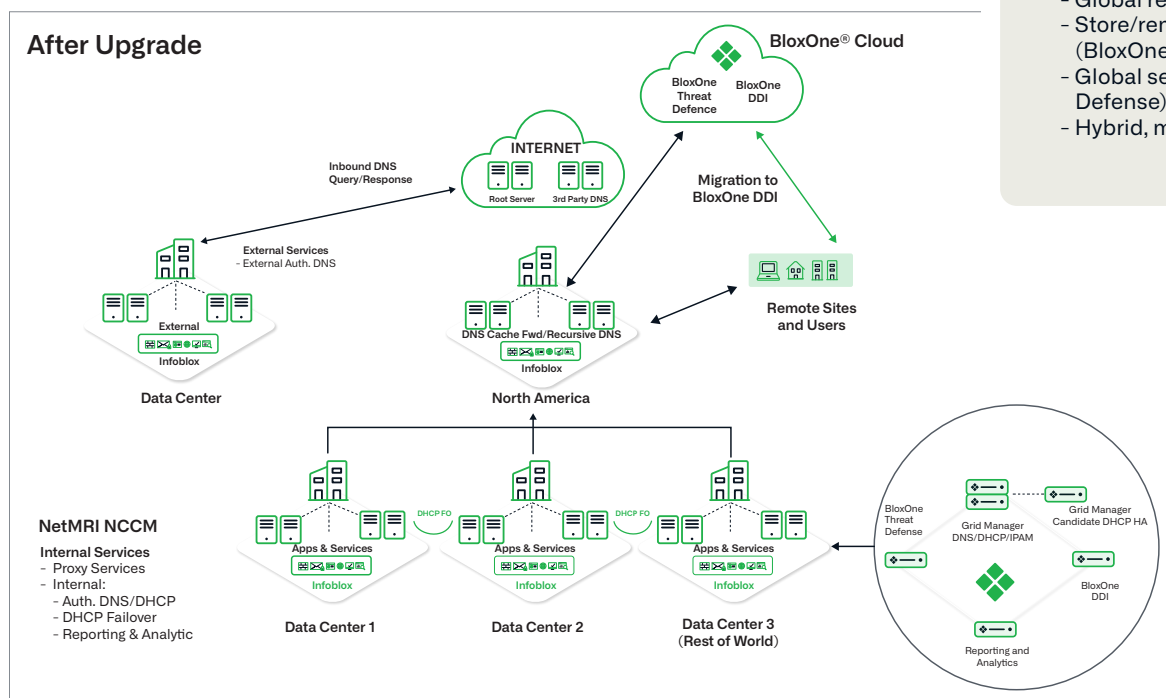 After Upgrade
- Global re
- Store/rem
(BloxOne
- Global se
Defense)
- Hybrid, m
BloxOne® Cloud
BloxOne
Threat
Defence
BloxOne
DDI
INTERNET
Root Server
3rd Party DNS
Inbound DNS
Query/Response
Migration to
BloxOne DDI
External Services
- External Auth. DNS
External
Infoblox
Data Center
DNS Cache Fwd/Recursive DNS
Infoblox
North America
Remote Sites
and Users
NetMRI NCCM
Internal Services
- Proxy Services
- Internal:
- Auth. DNS/DHCP
- DHCP Failover
- Reporting & Analytic
Apps & Services
Infoblox
Data Center 1
DHCP FO
Apps & Services
Infoblox
Data Center 2
DHCP FO
Apps & Services
Infoblox
Data Center 3
(Rest of World)
BloxOne
Threat
Defense
Grid Manager
DNS/DHCP/IPAM
Grid Manager
Candidate DHCP HA
BloxOne
DDI
Reporting and
Analytics